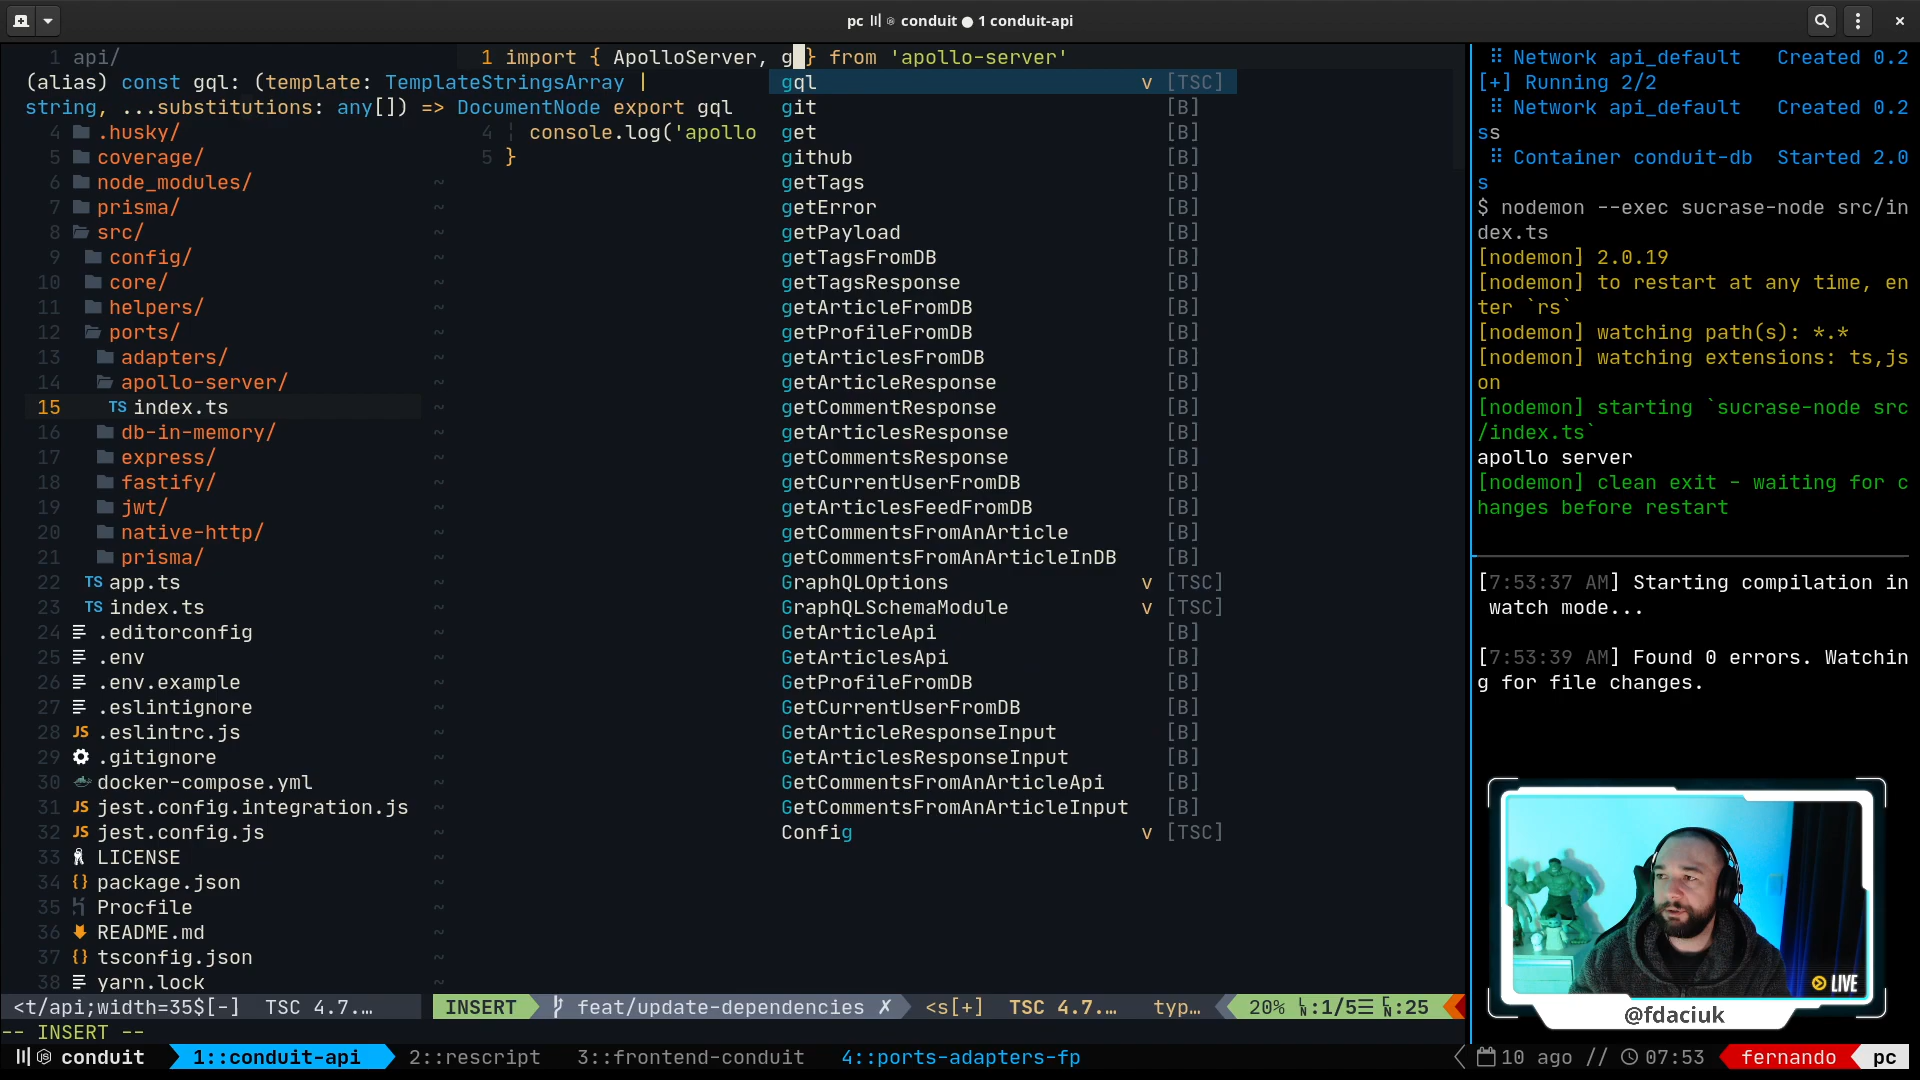 pc conduit ● 1 conduit-api
1 api/
(alias) const gql: (template: TemplateStringsArray |
string, ...substitutions: any[]) => DocumentNode export gql
4 .husky/
5 coverage/
6 node_modules/
7 prisma/
8 src/
9 config/
10 core/
11 helpers/
12 ports/
13 adapters/
14 apollo-server/
15 TS index.ts
16 db-in-memory/
17 express/
18 fastify/
19 jwt/
20 native-http/
21 prisma/
22 TS app.ts
23 TS index.ts
24 .editorconfig
25 .env
26 .env.example
27 .eslintignore
28 JS .eslintrc.js
29 .gitignore
30 docker-compose.yml
31 JS jest.config.integration.js
32 JS jest.config.js
33 LICENSE
34 {} package.json
35 Procfile
36 README.md
37 {} tsconfig.json
38 yarn.lock
<t/api;width=35$[-] TSC 4.7...
1 import { ApolloServer, g } from 'apollo-server'
4 console.log('apollo
5 }
gql v [TSC]
git [B]
get [B]
github [B]
getTags [B]
getError [B]
getPayload [B]
getTagsFromDB [B]
getTagsResponse [B]
getArticleFromDB [B]
getProfileFromDB [B]
getArticlesFromDB [B]
getArticleResponse [B]
getCommentResponse [B]
getArticlesResponse [B]
getCommentsResponse [B]
getCurrentUserFromDB [B]
getArticlesFeedFromDB [B]
getCommentsFromAnArticle [B]
getCommentsFromAnArticleInDB [B]
GraphQLOptions v [TSC]
GraphQLSchemaModule v [TSC]
GetArticleApi [B]
GetArticlesApi [B]
GetProfileFromDB [B]
GetCurrentUserFromDB [B]
GetArticleResponseInput [B]
GetArticlesResponseInput [B]
GetCommentsFromAnArticleApi [B]
GetCommentsFromAnArticleInput [B]
Config v [TSC]
INSERT feat/update-dependencies ✗ <s[+] TSC 4.7... typ... 20% LN:1/5☰ CN:25
⠿ Network api_default Created 0.2
[+] Running 2/2
⠿ Network api_default Created 0.2
ss
⠿ Container conduit-db Started 2.0
s
$ nodemon --exec sucrase-node src/in
dex.ts
[nodemon] 2.0.19
[nodemon] to restart at any time, en
ter `rs`
[nodemon] watching path(s): *.*
[nodemon] watching extensions: ts,js
on
[nodemon] starting `sucrase-node src
/index.ts`
apollo server
[nodemon] clean exit - waiting for c
hanges before restart
[7:53:37 AM] Starting compilation in
watch mode...
[7:53:39 AM] Found 0 errors. Watchin
g for file changes.
LIVE
@fdaciuk
-- INSERT --
conduit 1::conduit-api 2::rescript 3::frontend-conduit 4::ports-adapters-fp 10 ago // 07:53 fernando pc